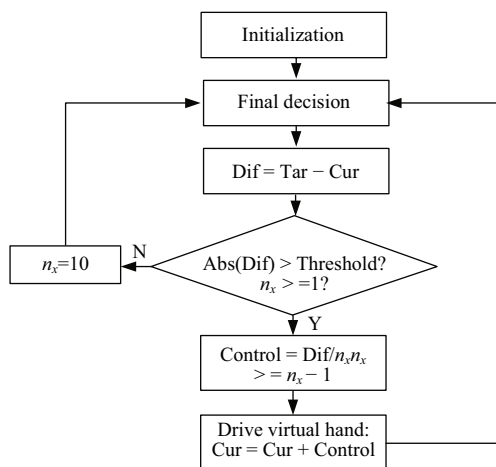 Initialization
Final decision
Dif = Tar − Cur
N
nₓ=10
Abs(Dif) > Threshold?
nₓ > =1?
Y
Control = Dif/nₓnₓ
> = nₓ − 1
Drive virtual hand:
Cur = Cur + Control